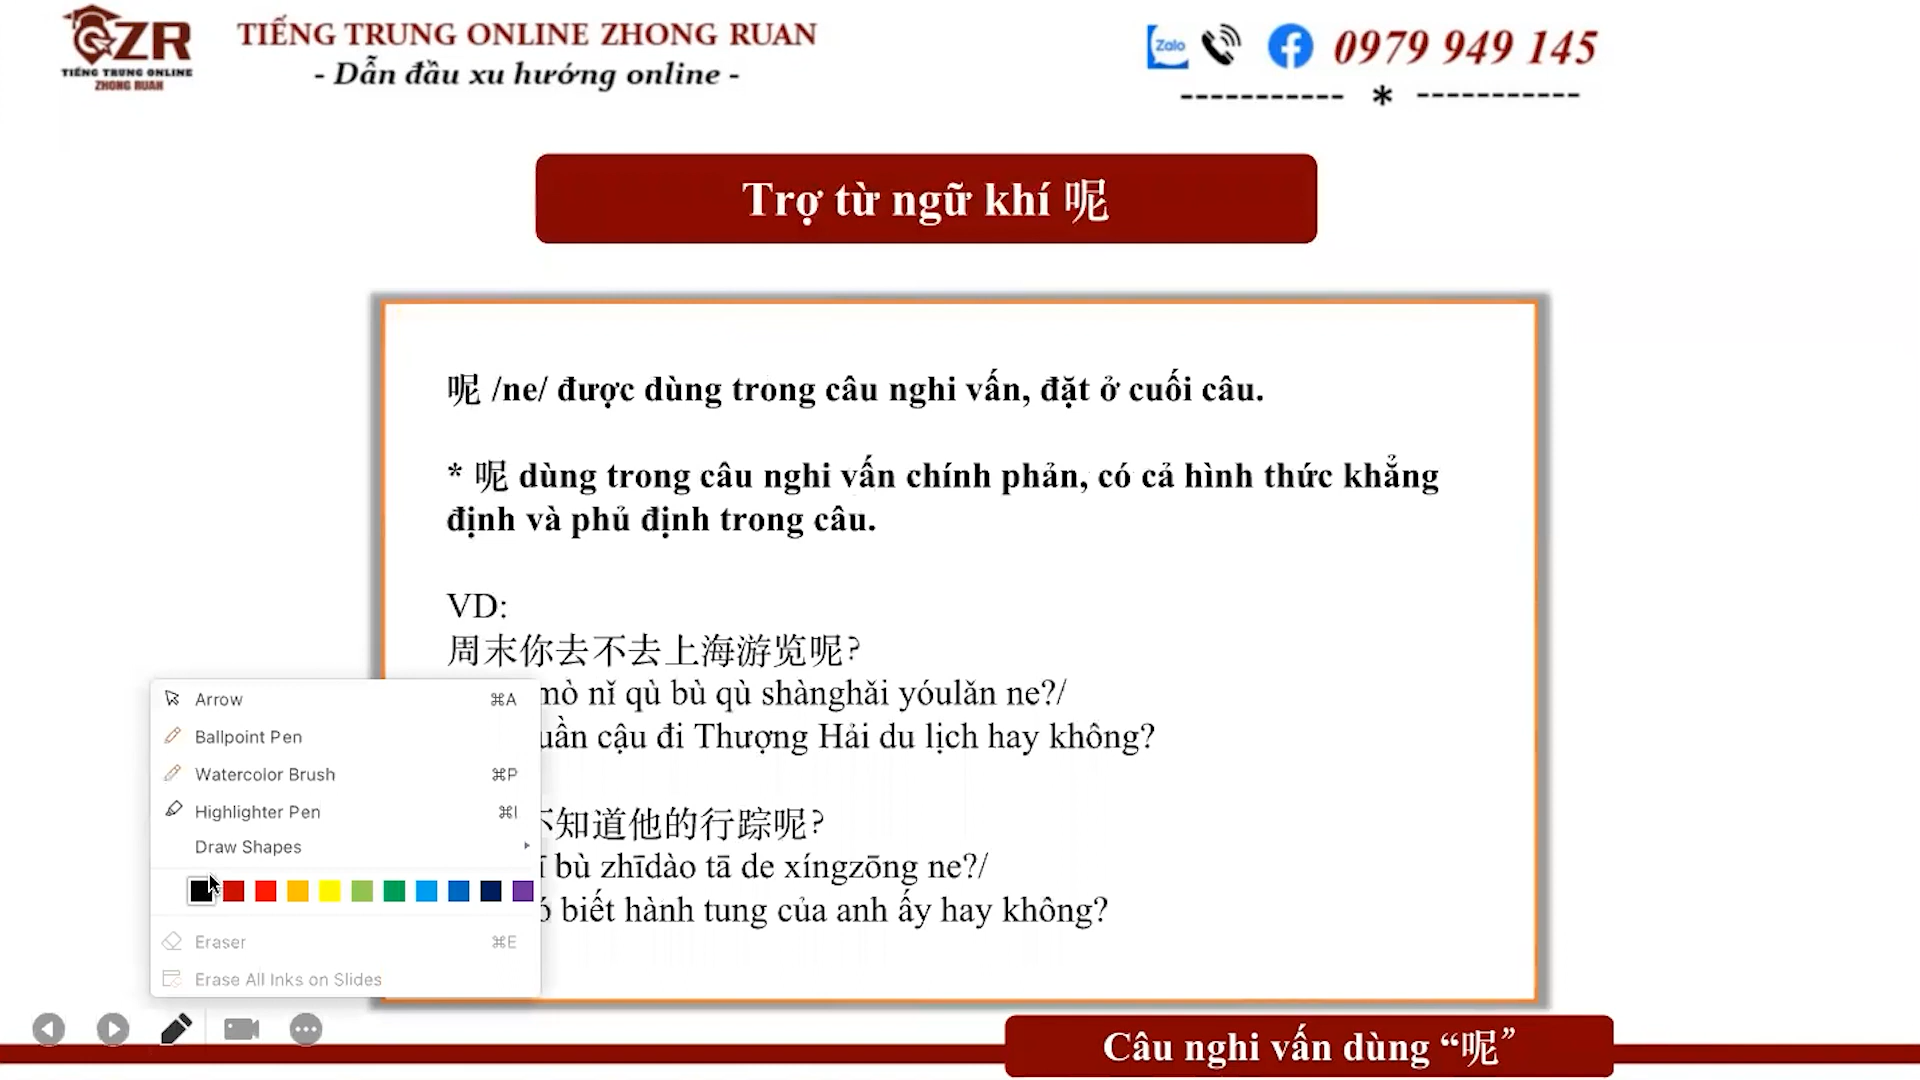 ZR
TIẾNG TRUNG ONLINE
ZHONG RUAN
TIẾNG TRUNG ONLINE ZHONG RUAN
- Dẫn đầu xu hướng online -
Zalo
0979 949 145
----------- * -----------
Trợ từ ngữ khí 呢
呢 /ne/ được dùng trong câu nghi vấn, đặt ở cuối câu.
* 呢 dùng trong câu nghi vấn chính phản, có cả hình thức khẳng
định và phủ định trong câu.
VD:
周末你去不去上海游览呢?
mò nǐ qù bù qù shànghǎi yóulǎn ne?/
uần cậu đi Thượng Hải du lịch hay không?
不知道他的行踪呢?
bù zhīdào tā de xíngzōng ne?/
biết hành tung của anh ấy hay không?
Arrow ⌘A
Ballpoint Pen
Watercolor Brush ⌘P
Highlighter Pen ⌘I
Draw Shapes
Eraser ⌘E
Erase All Inks on Slides
Câu nghi vấn dùng “呢”